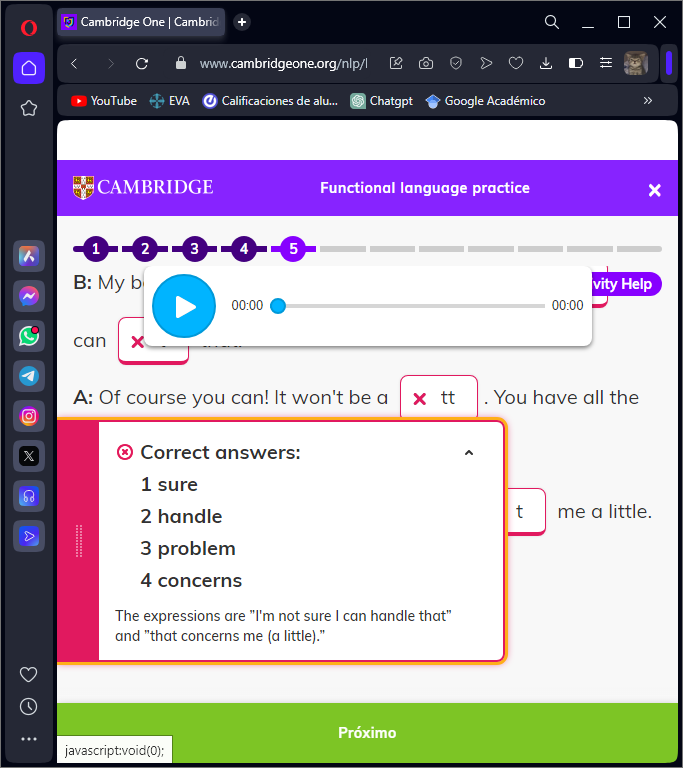 Cambridge One | Cambrid
www.cambridgeone.org/nlp/l
YouTube
EVA
Calificaciones de alu...
Chatgpt
Google Académico
CAMBRIDGE
Functional language practice
1 2 3 4 5
B: My b
vity Help
00:00
00:00
can
A: Of course you can! It won't be a tt . You have all the
Correct answers:
1 sure
2 handle
3 problem
4 concerns
t me a little.
The expressions are ”I'm not sure I can handle that”
and ”that concerns me (a little).”
Próximo
javascript:void(0);